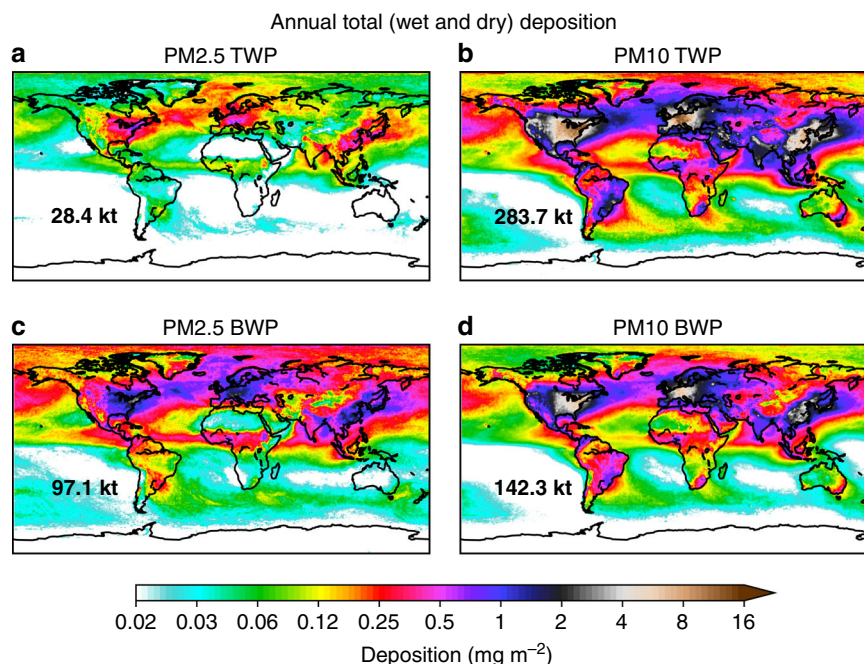 Annual total (wet and dry) deposition
a PM2.5 TWP
b PM10 TWP
28.4 kt
283.7 kt
c PM2.5 BWP
d PM10 BWP
97.1 kt
142.3 kt
0.02 0.03 0.06 0.12 0.25 0.5 1 2 4 8 16
Deposition (mg m⁻²)